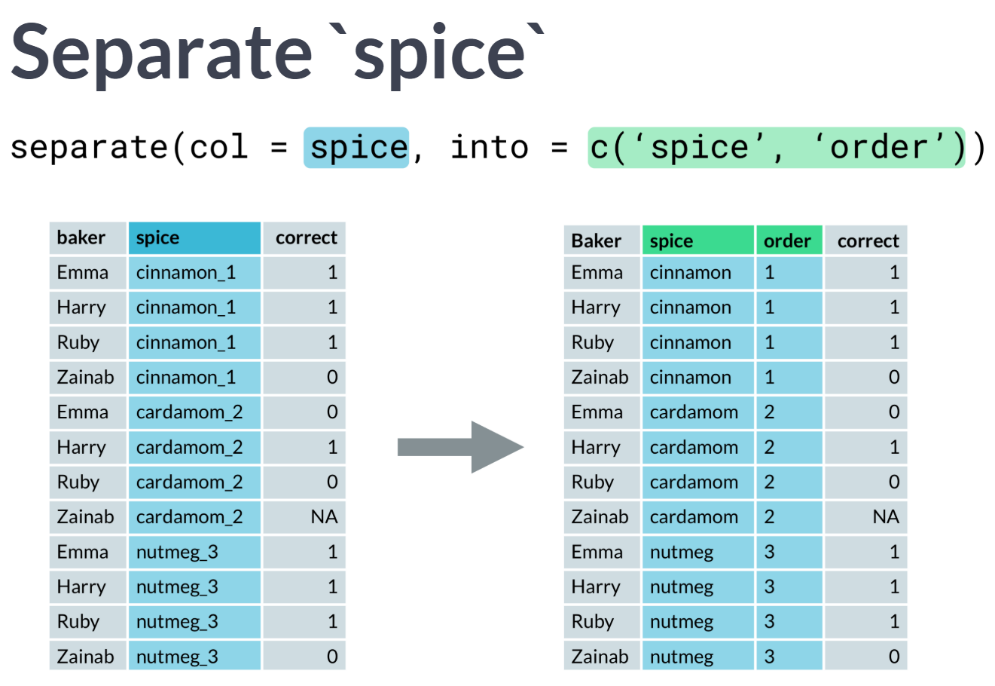 Separate `spice`
separate(col = spice, into = c(‘spice’, ‘order’))
baker spice correct
Emma cinnamon_1 1
Harry cinnamon_1 1
Ruby cinnamon_1 1
Zainab cinnamon_1 0
Emma cardamom_2 0
Harry cardamom_2 1
Ruby cardamom_2 0
Zainab cardamom_2 NA
Emma nutmeg_3 1
Harry nutmeg_3 1
Ruby nutmeg_3 1
Zainab nutmeg_3 0
Baker spice order correct
Emma cinnamon 1 1
Harry cinnamon 1 1
Ruby cinnamon 1 1
Zainab cinnamon 1 0
Emma cardamom 2 0
Harry cardamom 2 1
Ruby cardamom 2 0
Zainab cardamom 2 NA
Emma nutmeg 3 1
Harry nutmeg 3 1
Ruby nutmeg 3 1
Zainab nutmeg 3 0